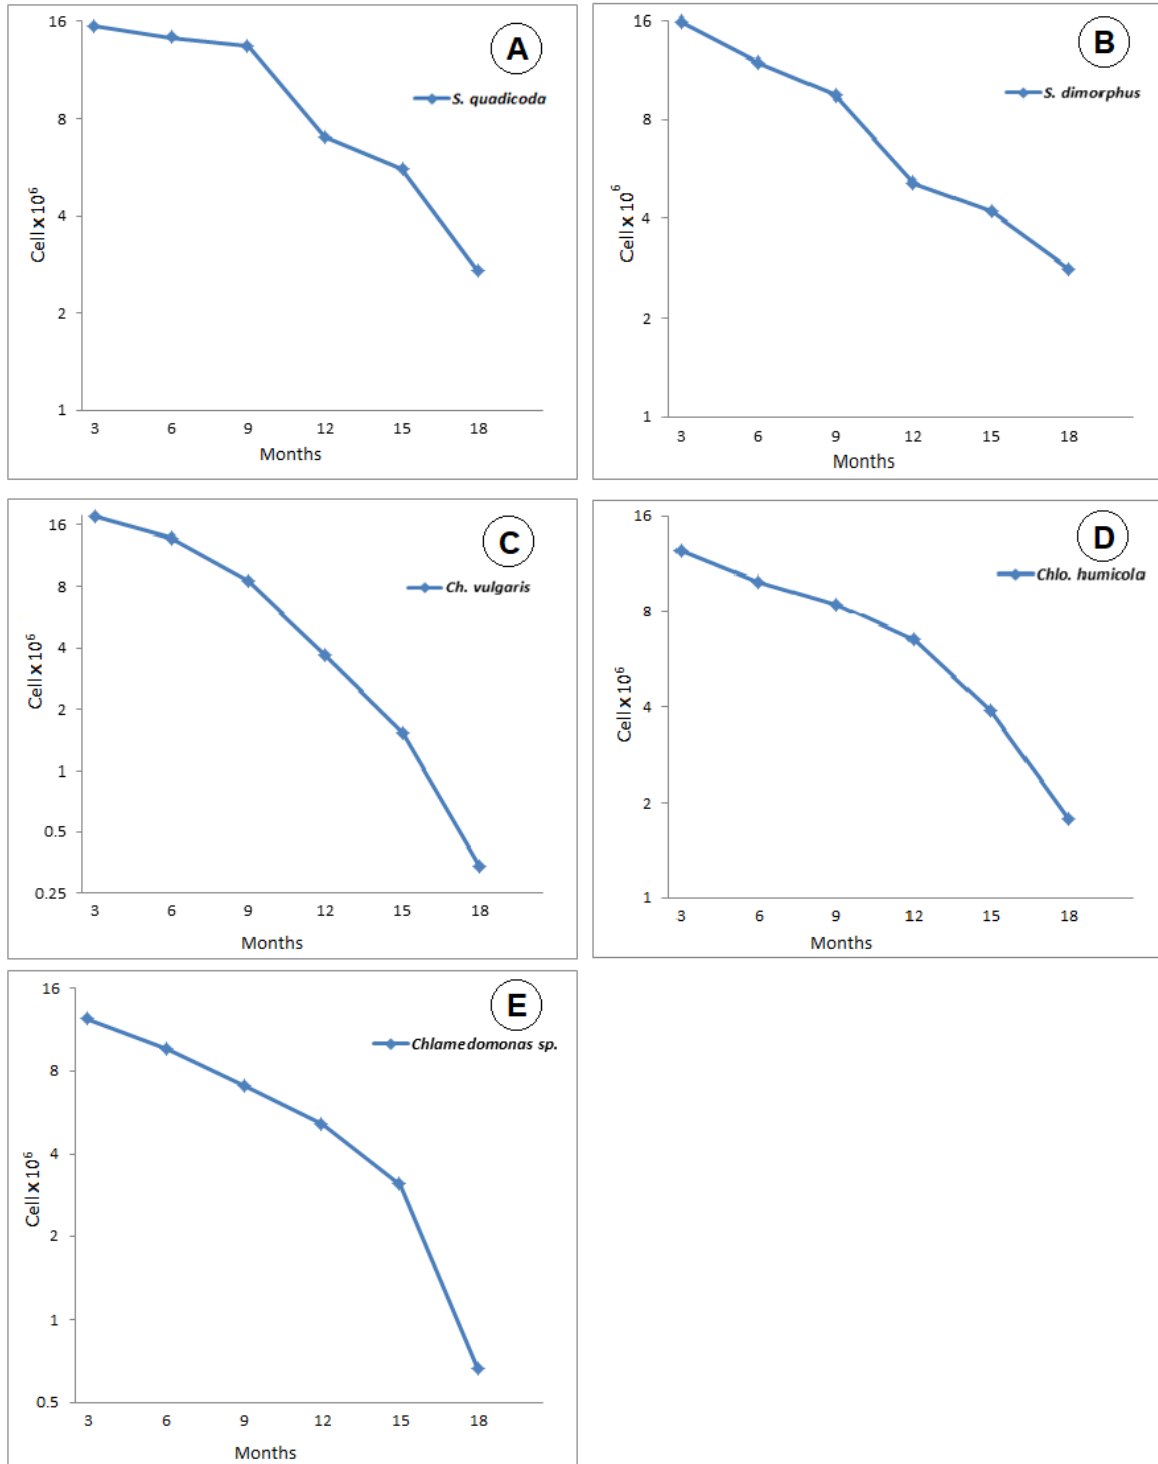 A
S. quadicoda
16
8
4
2
1
Cell x 10⁶
3 6 9 12 15 18
Months
B
S. dimorphus
16
8
4
2
1
Cell x 10⁶
3 6 9 12 15 18
Months
C
Ch. vulgaris
16
8
4
2
1
0.5
0.25
Cell x 10⁶
3 6 9 12 15 18
Months
D
Chlo. humicola
16
8
4
2
1
Cell x10⁶
3 6 9 12 15 18
Months
E
Chlamedomonas sp.
16
8
4
2
1
0.5
Cell x10⁶
3 6 9 12 15 18
Months